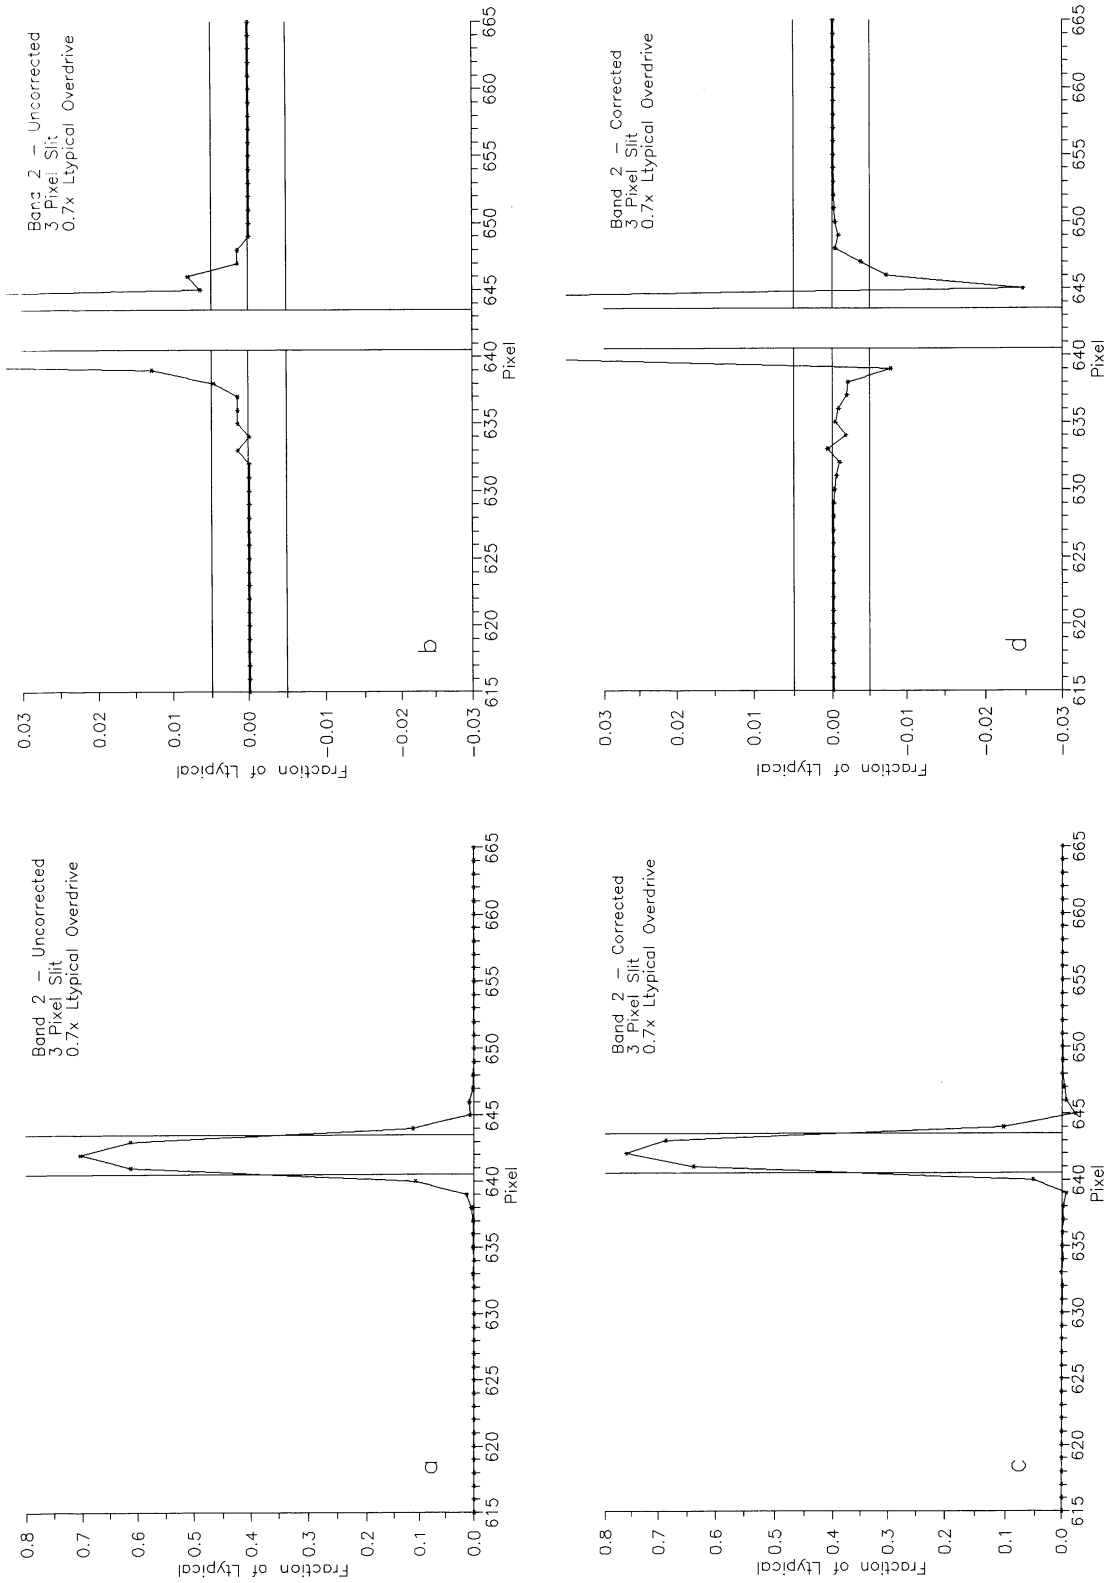 Band 2 – Uncorrected
3 Pixel Slit
0.7x Ltypical Overdrive
a
0.8
0.7
0.6
0.5
0.4
0.3
0.2
0.1
0.0
Fraction of Ltypical
615 620 625 630 635 640 645 650 655 660 665
Pixel
Band 2 – Uncorrected
3 Pixel Slit
0.7x Ltypical Overdrive
b
0.03
0.02
0.01
0.00
-0.01
-0.02
-0.03
Fraction of Ltypical
615 620 625 630 635 640 645 650 655 660 665
Pixel
Band 2 – Corrected
3 Pixel Slit
0.7x Ltypical Overdrive
c
0.8
0.7
0.6
0.5
0.4
0.3
0.2
0.1
0.0
Fraction of Ltypical
615 620 625 630 635 640 645 650 655 660 665
Pixel
Band 2 – Corrected
3 Pixel Slit
0.7x Ltypical Overdrive
d
0.03
0.02
0.01
0.00
-0.01
-0.02
-0.03
Fraction of Ltypical
615 620 625 630 635 640 645 650 655 660 665
Pixel